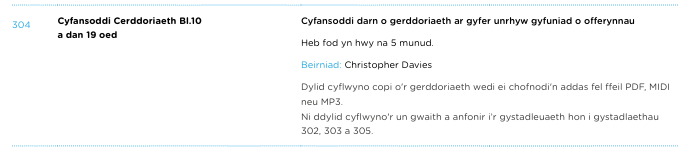 304
Cyfansoddi Cerddoriaeth Bl.10
a dan 19 oed
Cyfansoddi darn o gerddoriaeth ar gyfer unrhyw gyfuniad o offerynnau
Heb fod yn hwy na 5 munud.
Beirniad: Christopher Davies
Dylid cyflwyno copi o'r gerddoriaeth wedi ei chofnodi'n addas fel ffeil PDF, MIDI
neu MP3.
Ni ddylid cyflwyno'r un gwaith a anfonir i'r gystadleuaeth hon i gystadlaethau
302, 303 a 305.